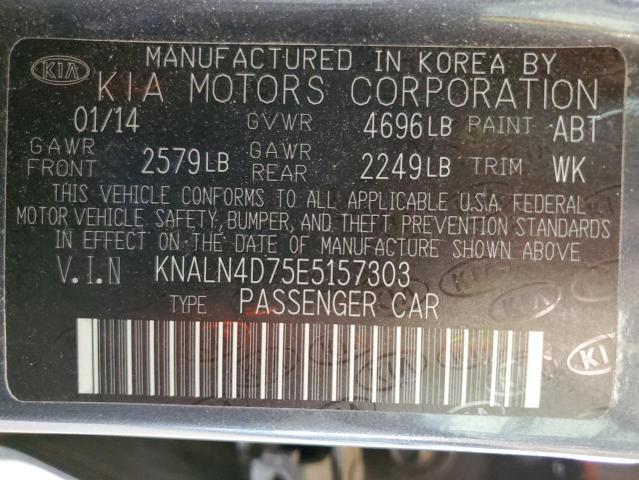 MANUFACTURED IN KOREA BY
KIA
KIA MOTORS CORPORATION
01/14 GVWR 4696LB PAINT ABT
GAWR FRONT 2579LB GAWR REAR 2249LB TRIM WK
THIS VEHICLE CONFORMS TO ALL APPLICABLE U.S.A. FEDERAL
MOTOR VEHICLE SAFETY, BUMPER, AND THEFT PREVENTION STANDARDS
IN EFFECT ON THE DATE OF MANUFACTURE SHOWN ABOVE
V.I.N KNALN4D75E5157303
TYPE PASSENGER CAR
KI